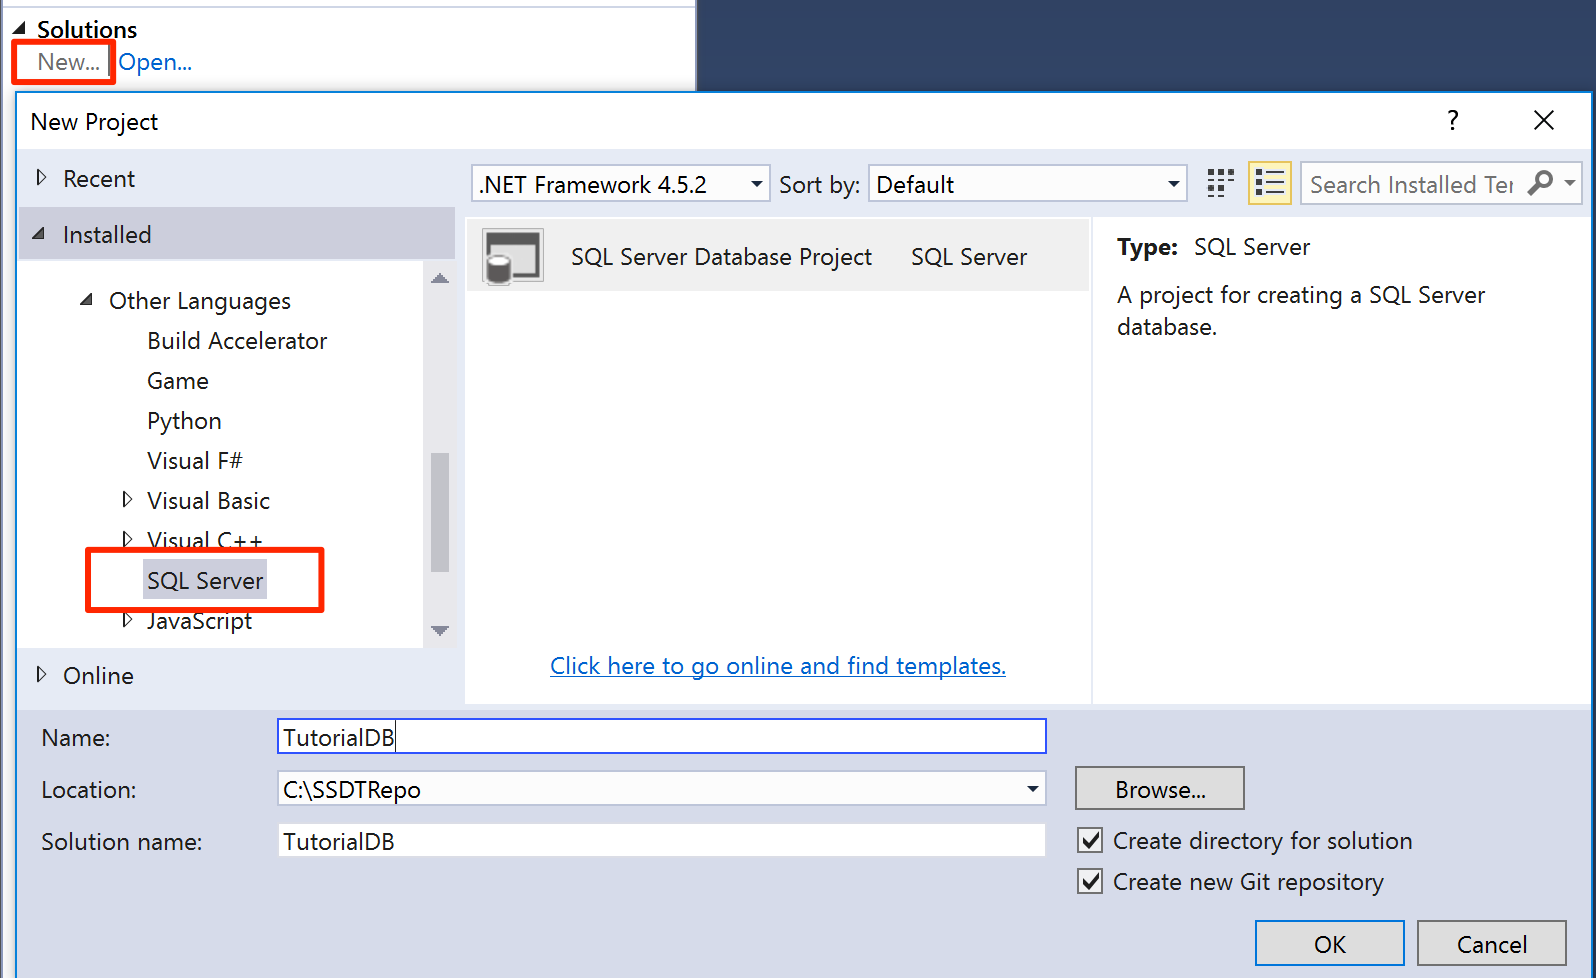 Solutions
New... Open...
New Project ?
Recent
.NET Framework 4.5.2 Sort by: Default Search Installed Ter
Installed
SQL Server Database Project SQL Server
Type: SQL Server
A project for creating a SQL Server
database.
Other Languages
Build Accelerator
Game
Python
Visual F#
Visual Basic
Visual C++
SQL Server
JavaScript
Online
Click here to go online and find templates.
Name: TutorialDB
Location: C:\SSDTRepo Browse...
Solution name: TutorialDB
Create directory for solution
Create new Git repository
OK Cancel